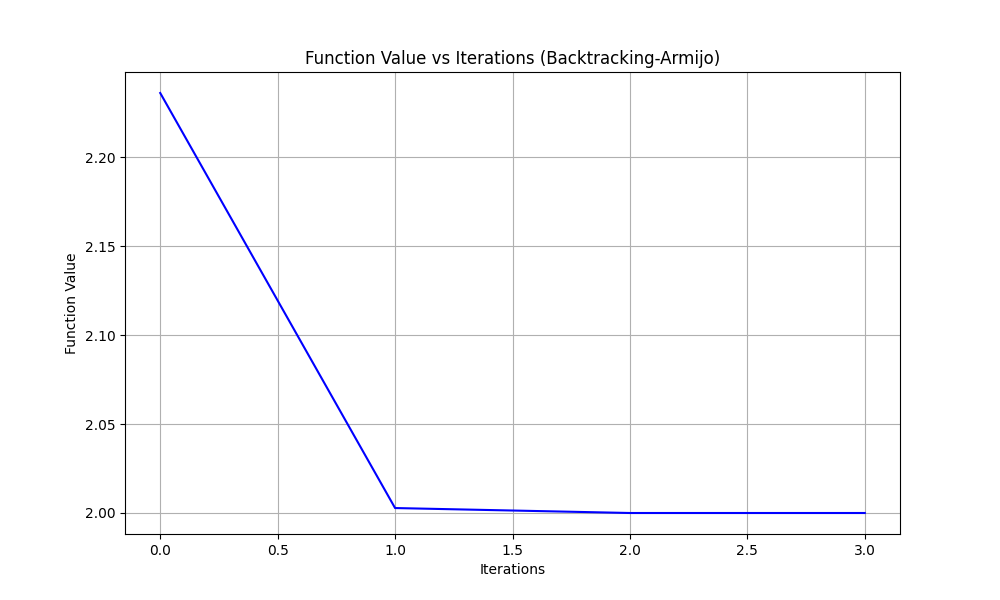 Function Value vs Iterations (Backtracking-Armijo)
Function Value
2.20
2.15
2.10
2.05
2.00
0.0 0.5 1.0 1.5 2.0 2.5 3.0
Iterations